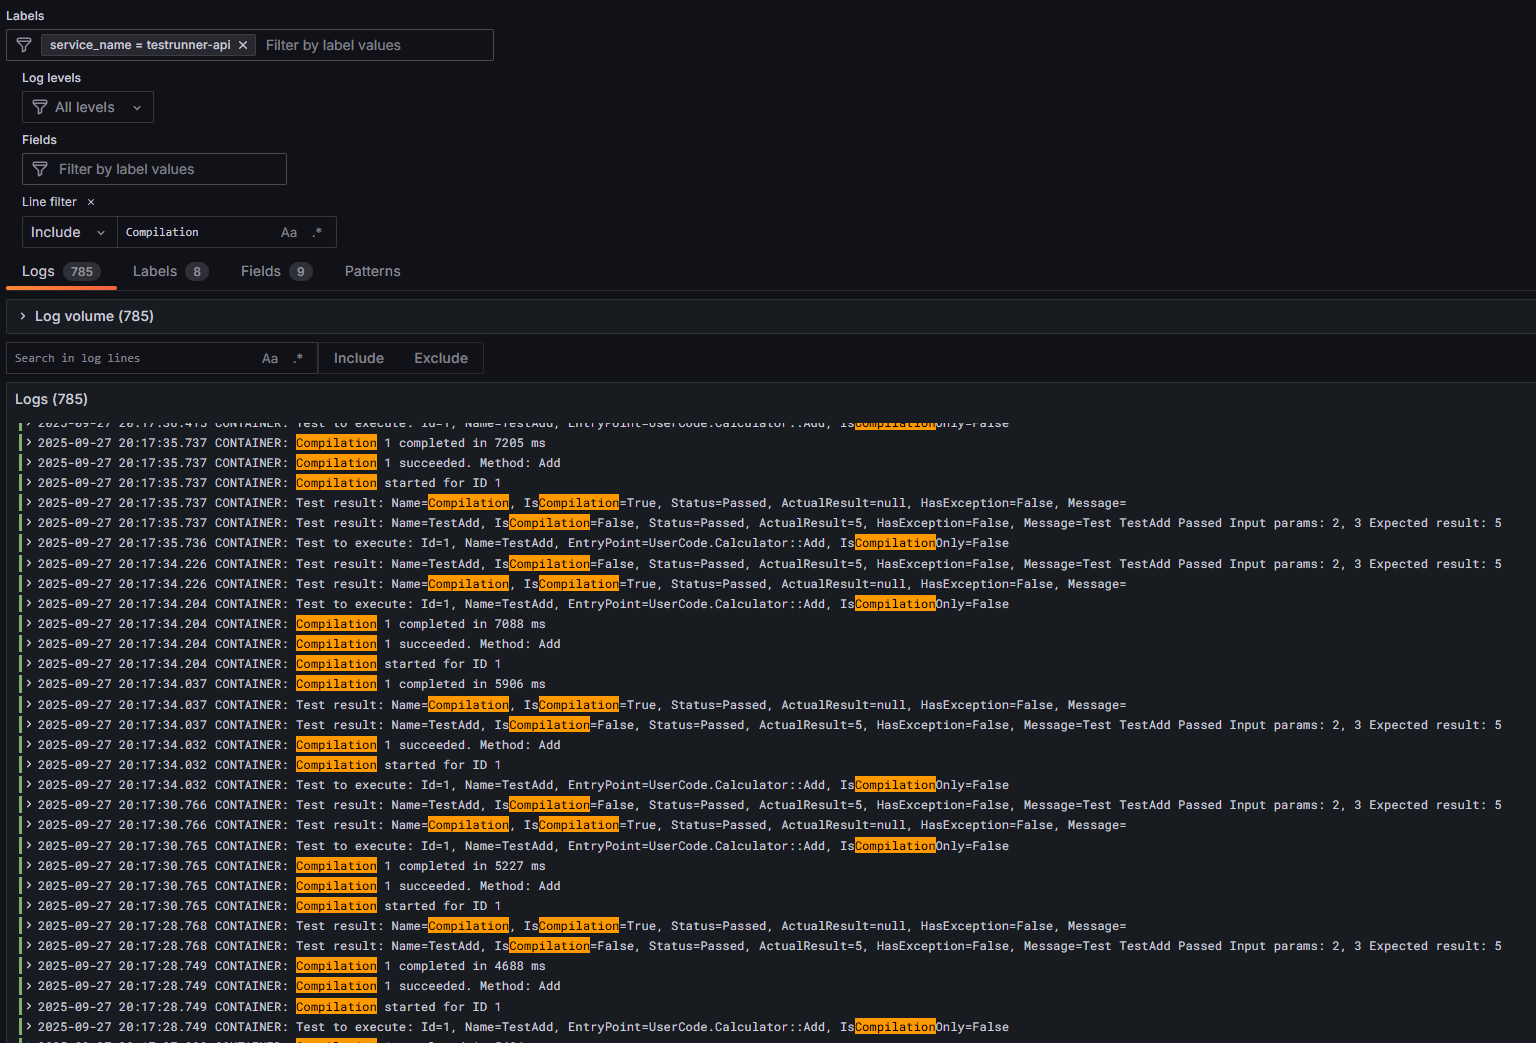 Labels
service_name = testrunner-api × Filter by label values
Log levels
All levels
Fields
Filter by label values
Line filter ×
Include Compilation Aa .*
Logs 785 Labels 8 Fields 9 Patterns
Log volume (785)
Search in log lines Aa .* Include Exclude
Logs (785)
2025-09-27 20:17:36.415 CONTAINER: Test to execute: Id=1, Name=TestAdd, EntryPoint=UserCode.Calculator::Add, IsCompilationOnly=False
2025-09-27 20:17:35.737 CONTAINER: Compilation 1 completed in 7205 ms
2025-09-27 20:17:35.737 CONTAINER: Compilation 1 succeeded. Method: Add
2025-09-27 20:17:35.737 CONTAINER: Compilation started for ID 1
2025-09-27 20:17:35.737 CONTAINER: Test result: Name=Compilation, IsCompilation=True, Status=Passed, ActualResult=null, HasException=False, Message=
2025-09-27 20:17:35.737 CONTAINER: Test result: Name=TestAdd, IsCompilation=False, Status=Passed, ActualResult=5, HasException=False, Message=Test TestAdd Passed Input params: 2, 3 Expected result: 5
2025-09-27 20:17:35.736 CONTAINER: Test to execute: Id=1, Name=TestAdd, EntryPoint=UserCode.Calculator::Add, IsCompilationOnly=False
2025-09-27 20:17:34.226 CONTAINER: Test result: Name=TestAdd, IsCompilation=False, Status=Passed, ActualResult=5, HasException=False, Message=Test TestAdd Passed Input params: 2, 3 Expected result: 5
2025-09-27 20:17:34.226 CONTAINER: Test result: Name=Compilation, IsCompilation=True, Status=Passed, ActualResult=null, HasException=False, Message=
2025-09-27 20:17:34.204 CONTAINER: Test to execute: Id=1, Name=TestAdd, EntryPoint=UserCode.Calculator::Add, IsCompilationOnly=False
2025-09-27 20:17:34.204 CONTAINER: Compilation 1 completed in 7088 ms
2025-09-27 20:17:34.204 CONTAINER: Compilation 1 succeeded. Method: Add
2025-09-27 20:17:34.204 CONTAINER: Compilation started for ID 1
2025-09-27 20:17:34.037 CONTAINER: Compilation 1 completed in 5906 ms
2025-09-27 20:17:34.037 CONTAINER: Test result: Name=Compilation, IsCompilation=True, Status=Passed, ActualResult=null, HasException=False, Message=
2025-09-27 20:17:34.037 CONTAINER: Test result: Name=TestAdd, IsCompilation=False, Status=Passed, ActualResult=5, HasException=False, Message=Test TestAdd Passed Input params: 2, 3 Expected result: 5
2025-09-27 20:17:34.032 CONTAINER: Compilation 1 succeeded. Method: Add
2025-09-27 20:17:34.032 CONTAINER: Compilation started for ID 1
2025-09-27 20:17:34.032 CONTAINER: Test to execute: Id=1, Name=TestAdd, EntryPoint=UserCode.Calculator::Add, IsCompilationOnly=False
2025-09-27 20:17:30.766 CONTAINER: Test result: Name=TestAdd, IsCompilation=False, Status=Passed, ActualResult=5, HasException=False, Message=Test TestAdd Passed Input params: 2, 3 Expected result: 5
2025-09-27 20:17:30.766 CONTAINER: Test result: Name=Compilation, IsCompilation=True, Status=Passed, ActualResult=null, HasException=False, Message=
2025-09-27 20:17:30.765 CONTAINER: Test to execute: Id=1, Name=TestAdd, EntryPoint=UserCode.Calculator::Add, IsCompilationOnly=False
2025-09-27 20:17:30.765 CONTAINER: Compilation 1 completed in 5227 ms
2025-09-27 20:17:30.765 CONTAINER: Compilation 1 succeeded. Method: Add
2025-09-27 20:17:30.765 CONTAINER: Compilation started for ID 1
2025-09-27 20:17:28.768 CONTAINER: Test result: Name=Compilation, IsCompilation=True, Status=Passed, ActualResult=null, HasException=False, Message=
2025-09-27 20:17:28.768 CONTAINER: Test result: Name=TestAdd, IsCompilation=False, Status=Passed, ActualResult=5, HasException=False, Message=Test TestAdd Passed Input params: 2, 3 Expected result: 5
2025-09-27 20:17:28.749 CONTAINER: Compilation 1 completed in 4688 ms
2025-09-27 20:17:28.749 CONTAINER: Compilation 1 succeeded. Method: Add
2025-09-27 20:17:28.749 CONTAINER: Compilation started for ID 1
2025-09-27 20:17:28.749 CONTAINER: Test to execute: Id=1, Name=TestAdd, EntryPoint=UserCode.Calculator::Add, IsCompilationOnly=False